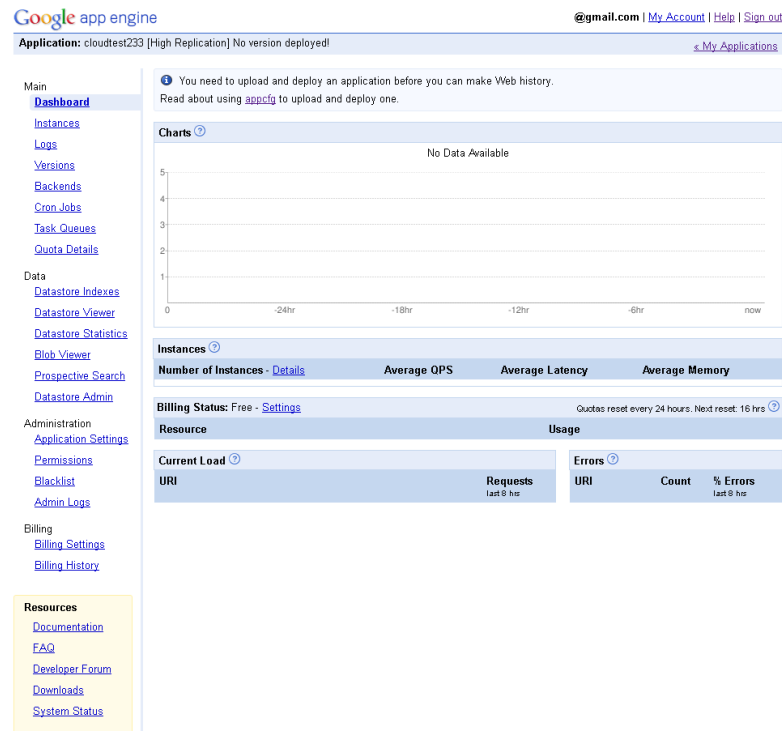 Google app engine
@gmail.com | My Account | Help | Sign out
Application: cloudtest233 [High Replication] No version deployed!
« My Applications
Main
Dashboard
Instances
Logs
Versions
Backends
Cron Jobs
Task Queues
Quota Details
Data
Datastore Indexes
Datastore Viewer
Datastore Statistics
Blob Viewer
Prospective Search
Datastore Admin
Administration
Application Settings
Permissions
Blacklist
Admin Logs
Billing
Billing Settings
Billing History
Resources
Documentation
FAQ
Developer Forum
Downloads
System Status
You need to upload and deploy an application before you can make Web history.
Read about using appcfg to upload and deploy one.
Charts ?
No Data Available
5
4
3
2
1
0 -24hr -18hr -12hr -6hr now
Instances ?
Number of Instances - Details Average QPS Average Latency Average Memory
Billing Status: Free - Settings Quotas reset every 24 hours. Next reset: 16 hrs ?
Resource Usage
Current Load ?
URI Requests
last 8 hrs
Errors ?
URI Count % Errors
last 8 hrs